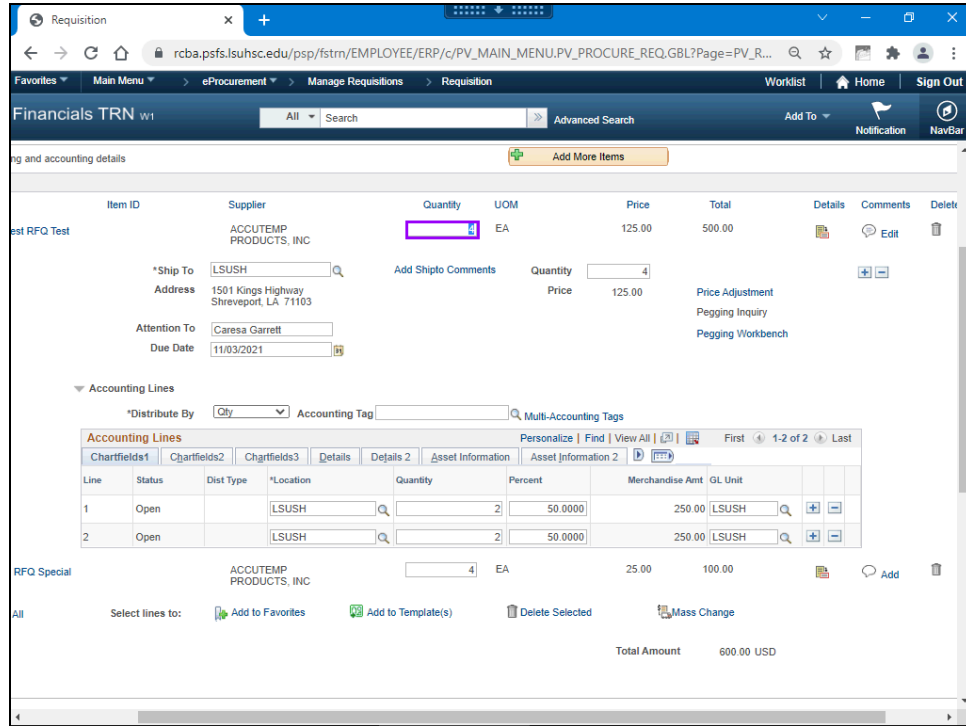 Requisition
rcba.psfs.lsuhsc.edu/psp/fstrn/EMPLOYEE/ERP/c/PV_MAIN_MENU.PV_PROCURE_REQ.GBL?Page=PV_R...
Favorites Main Menu > eProcurement > Manage Requisitions > Requisition Worklist Home Sign Out
Financials TRN W1 All Search » Advanced Search Add To Notification NavBar
ng and accounting details Add More Items
Item ID Supplier Quantity UOM Price Total Details Comments Delete
est RFQ Test ACCUTEMP PRODUCTS, INC 4 EA 125.00 500.00 Edit
*Ship To LSUSH Add Shipto Comments Quantity 4
Address 1501 Kings Highway Price 125.00 Price Adjustment
Shreveport, LA 71103
Pegging Inquiry
Attention To Caresa Garrett Pegging Workbench
Due Date 11/03/2021 31
Accounting Lines
*Distribute By Qty Accounting Tag Multi-Accounting Tags
Accounting Lines Personalize | Find | View All | First 1-2 of 2 Last
Chartfields1 Chartfields2 Chartfields3 Details Details 2 Asset Information Asset Information 2
Line Status Dist Type *Location Quantity Percent Merchandise Amt GL Unit
1 Open LSUSH 2 50.0000 250.00 LSUSH
2 Open LSUSH 2 50.0000 250.00 LSUSH
RFQ Special ACCUTEMP PRODUCTS, INC 4 EA 25.00 100.00 Add
All Select lines to: Add to Favorites Add to Template(s) Delete Selected Mass Change
Total Amount 600.00 USD